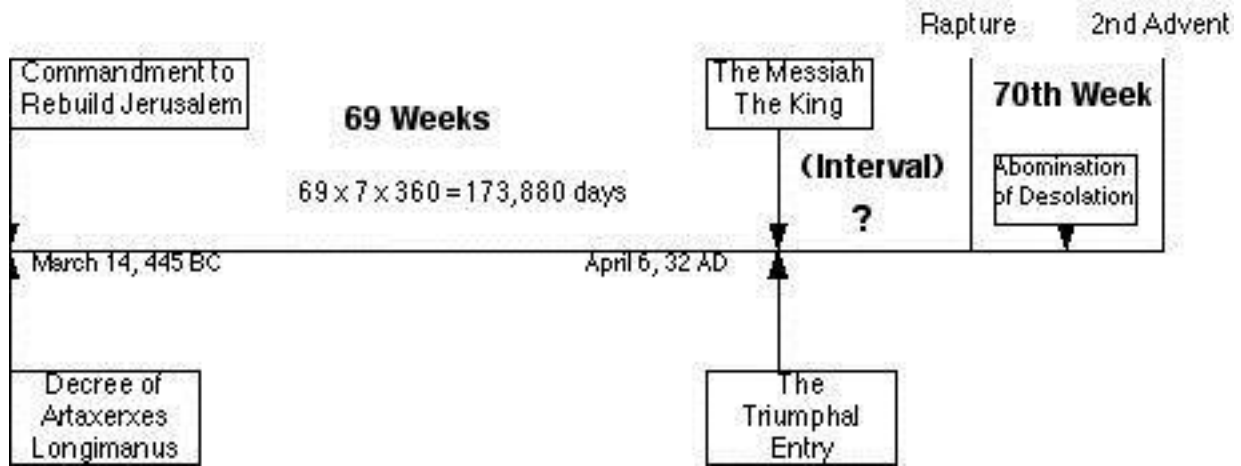 Rapture
2nd Advent
Commandment to
Rebuild Jerusalem
69 Weeks
69 x 7 x 360 = 173,880 days
The Messiah
The King
(Interval)
?
70th Week
Abomination
of Desolation
March 14, 445 BC
April 6, 32 AD
Decree of
Artaxerxes
Longimanus
The
Triumphal
Entry